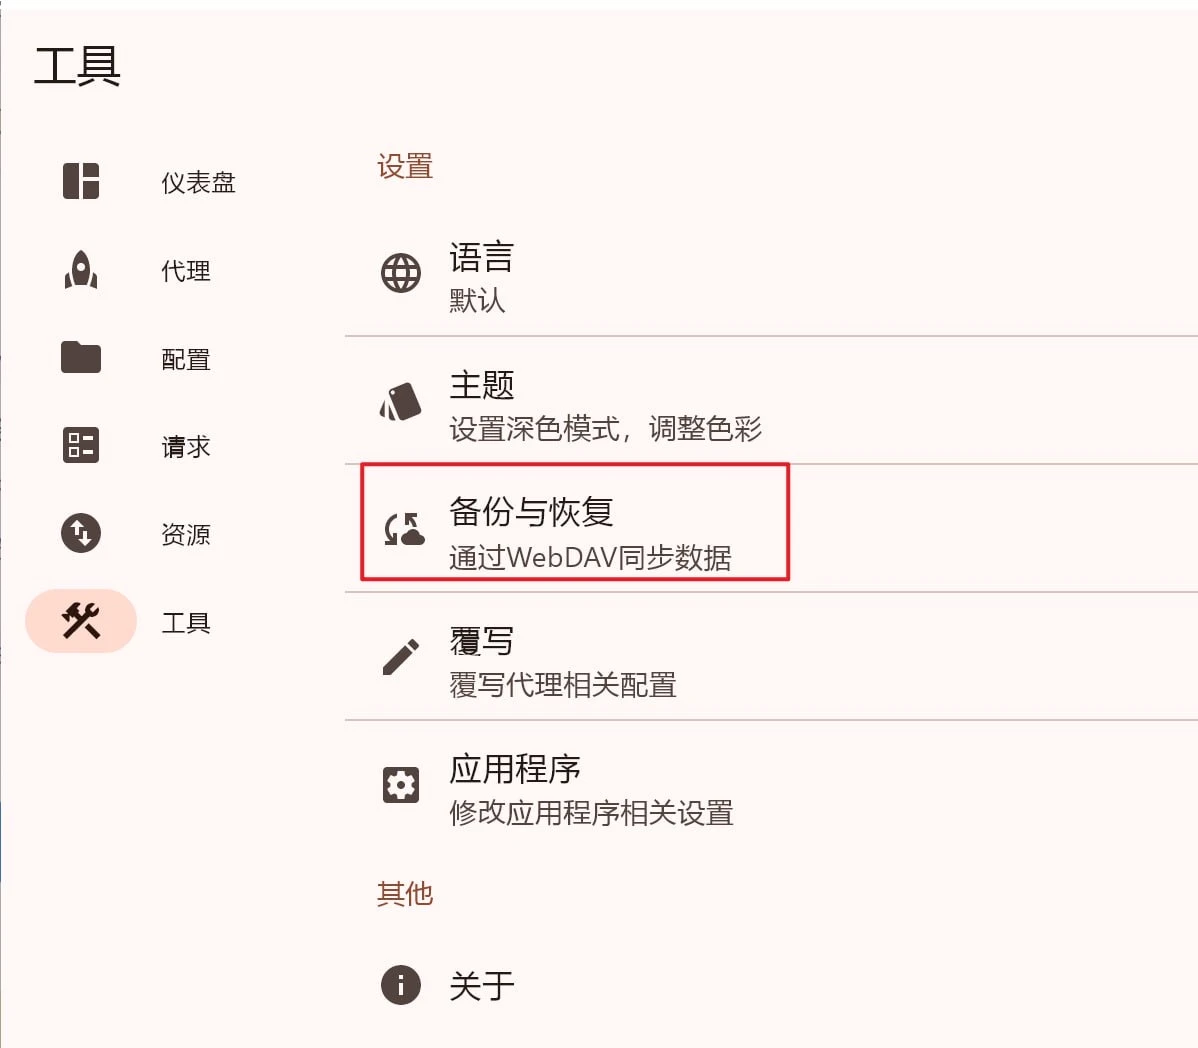 工具
仪表盘
代理
配置
请求
资源
工具
设置
语言
默认
主题
设置深色模式，调整色彩
备份与恢复
通过WebDAV同步数据
覆写
覆写代理相关配置
应用程序
修改应用程序相关设置
其他
关于